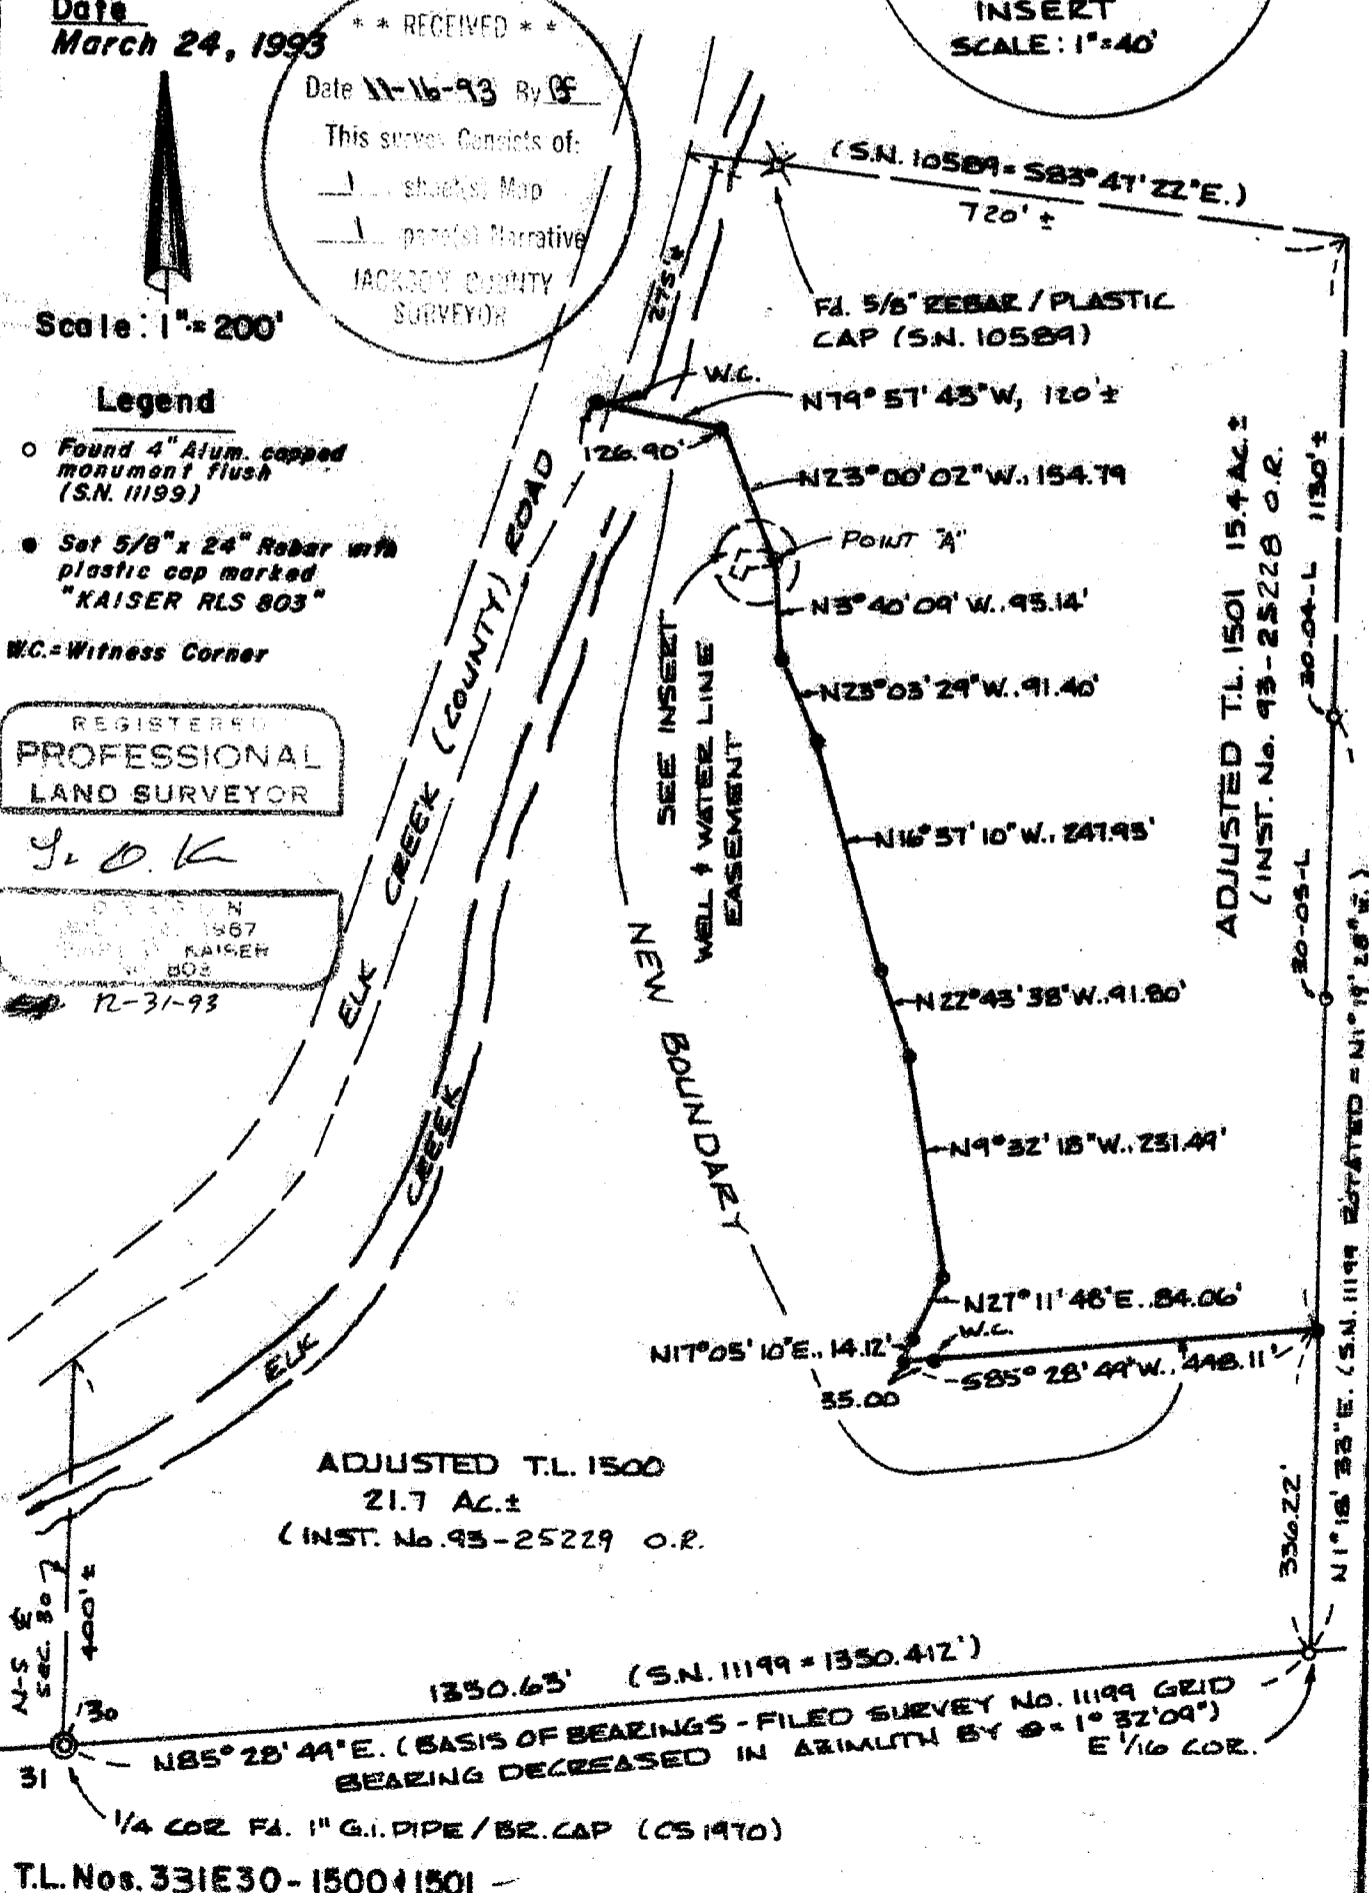 Date
March 24, 1993
* * RECEIVED * *
Date 11-16-93 By
This survey Consists of:
1 sheet(s) Map
1 page(s) Narrative
JACKSON COUNTY
SURVEYOR
INSERT
SCALE: 1"=40'
Scale: 1"=200'
Legend
Found 4" Alum. capped
monument flush
(S.N. 11199)
Set 5/8" x 24" Rebar with
plastic cap marked
"KAISER RLS 803"
W.C.=Witness Corner
REGISTERED
PROFESSIONAL
LAND SURVEYOR
OREGON
1967
KAISER
803
12-31-93
(S.N. 10589=S83°47'22"E.)
720' ±
275'±
Fd. 5/8" REBAR / PLASTIC
CAP (S.N. 10589)
W.C.
N79°57'43"W, 120'±
126.90'
N23°00'02"W., 154.79
POINT "A"
N3°40'09"W., 95.14'
N23°03'29"W., 91.40'
N16°37'10"W., 247.95'
N22°43'38"W., 91.80'
N9°32'18"W., 231.49'
N27°11'48"E., 84.06'
W.C.
N17°05'10"E., 14.12'
S85°28'49"W., 498.11'
35.00
SEE INSERT
WELL & WATER LINE
EASEMENT
NEW BOUNDARY
ELK CREEK (COUNTY) ROAD
ELK
CREEK
ADJUSTED T.L. 1501 15.4 AC.±
(INST. No. 93-25228 O.R.
1130'±
30-04-L
30-05-L
336.22'
N1°18'33"E. (S.N. 11199 ROTATED=N1°19'28"E.)
ADJUSTED T.L. 1500
21.7 AC.±
(INST. No. 93-25229 O.R.
N-S ℄
SEC. 30
400'±
30
31
1350.63' (S.N. 11199=1350.412')
N85°28'49"E. (BASIS OF BEARINGS - FILED SURVEY No. 11199 GRID
BEARING DECREASED IN AZIMUTH BY θ=1°32'09")
E 1/16 COR.
1/4 COR Fd. 1" G.I. PIPE / BR. CAP (CS 1970)
T.L. Nos. 331E30-1500 & 1501